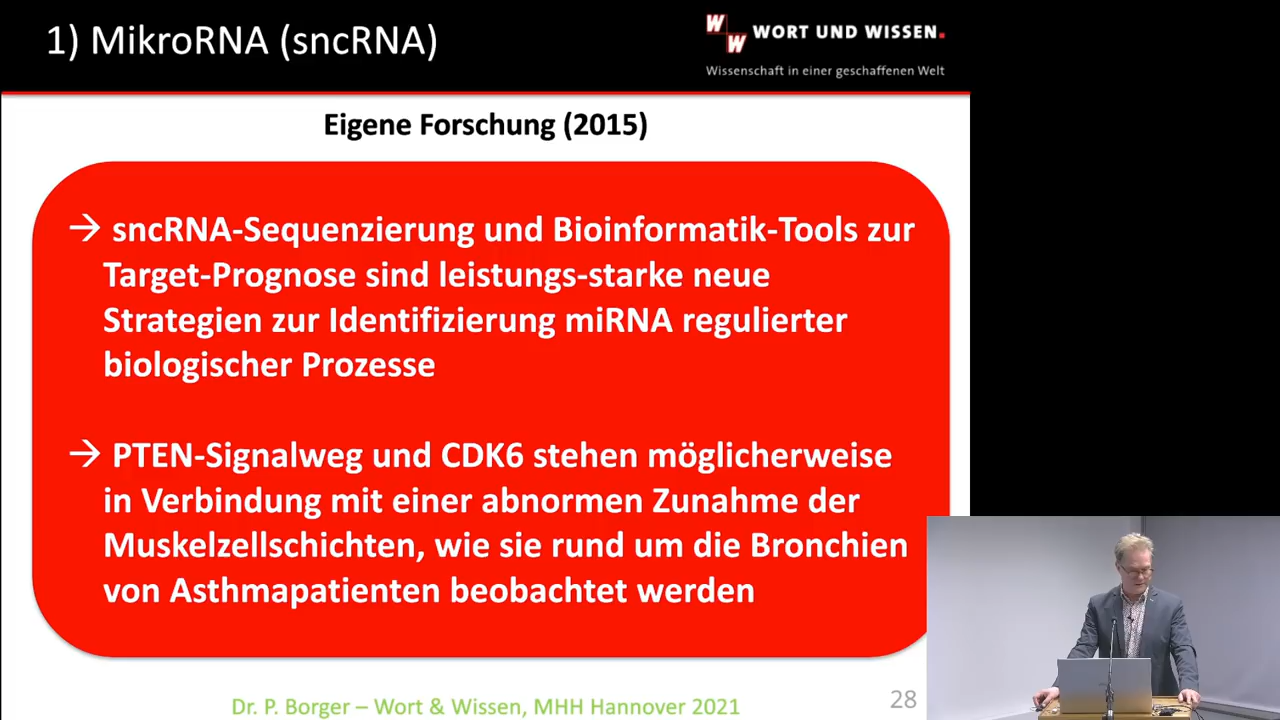 1) MikroRNA (sncRNA)
W W WORT UND WISSEN.
Wissenschaft in einer geschaffenen Welt
Eigene Forschung (2015)
→ sncRNA-Sequenzierung und Bioinformatik-Tools zur
Target-Prognose sind leistungs-starke neue
Strategien zur Identifizierung miRNA regulierter
biologischer Prozesse
→ PTEN-Signalweg und CDK6 stehen möglicherweise
in Verbindung mit einer abnormen Zunahme der
Muskelzellschichten, wie sie rund um die Bronchien
von Asthmapatienten beobachtet werden
Dr. P. Borger – Wort & Wissen, MHH Hannover 2021
28